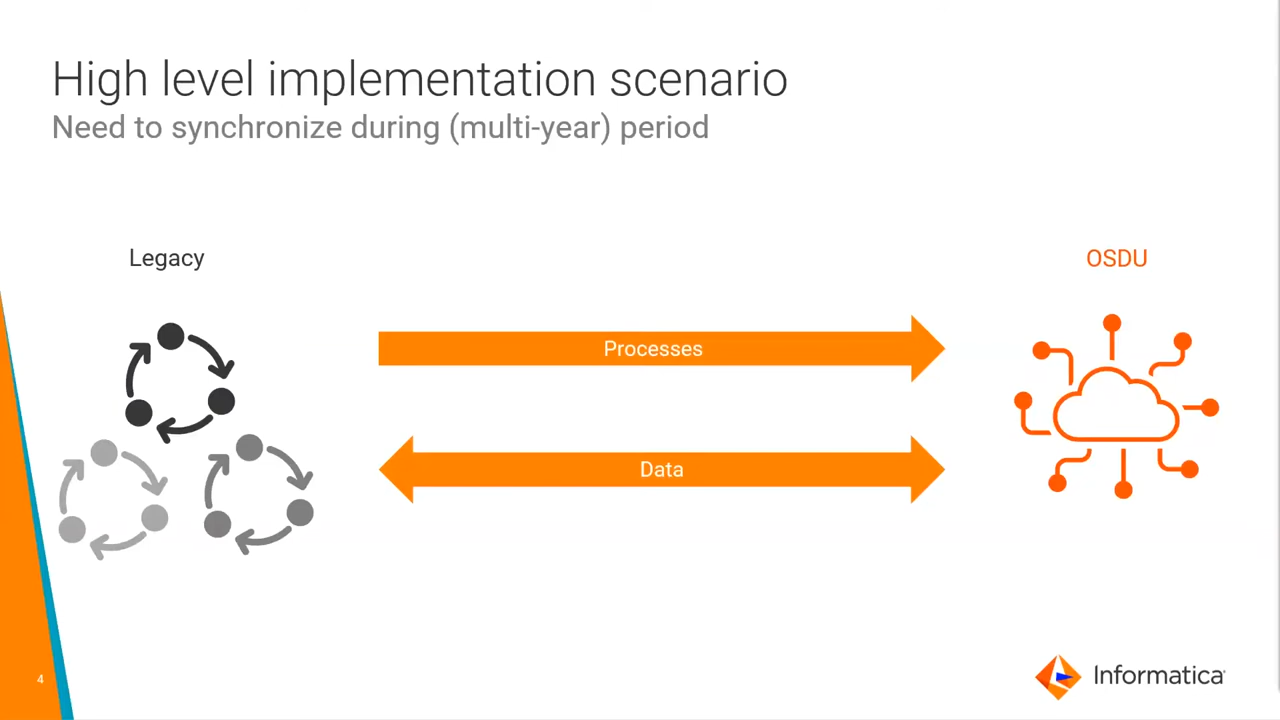 High level implementation scenario
Need to synchronize during (multi-year) period
Legacy
OSDU
Processes
Data
4
Informatica